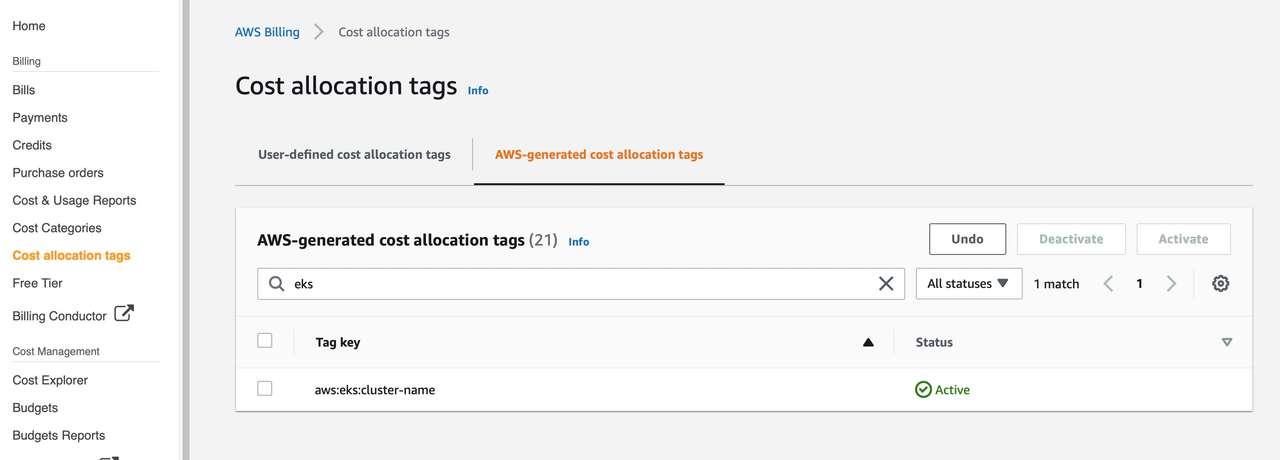 Home
Billing
Bills
Payments
Credits
Purchase orders
Cost & Usage Reports
Cost Categories
Cost allocation tags
Free Tier
Billing Conductor
Cost Management
Cost Explorer
Budgets
Budgets Reports
AWS Billing Cost allocation tags
Cost allocation tags Info
User-defined cost allocation tags AWS-generated cost allocation tags
AWS-generated cost allocation tags (21) Info Undo Deactivate Activate
eks All statuses 1 match 1
Tag key Status
aws:eks:cluster-name Active